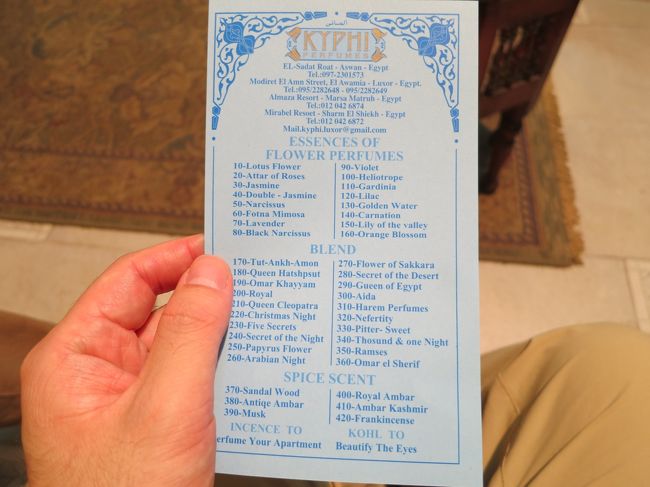 KYPHI
PERFUMES
EL-Sadat Roat - Aswan - Egypt
Tel.:097-2301573
Modiret El Amn Street, El Awamia - Luxor - Egypt.
Tel.:095/2282648 - 095/2282649
Almaza Resort - Marsa Matruh - Egypt
Tel.:012 042 6874
Mirabel Resoet - Sharm El Shiekh - Egypt
Tel.:012 042 6872
Mail.kyphi.luxor@gmail.com
ESSENCES OF
FLOWER PERFUMES
10-Lotus Flower
20-Attar of Roses
30-Jasmine
40-Double - Jasmine
50-Narcissus
60-Fotna Mimosa
70-Lavender
80-Black Narcissus
90-Violet
100-Heliotrope
110-Gardinia
120-Lilac
130-Golden Water
140-Carnation
150-Lily of the valley
160-Orange Blossom
BLEND
170-Tut-Ankh-Amon
180-Queen Hatshpsut
190-Omar Khayyam
200-Royal
210-Queen Cleopatra
220-Christmas Night
230-Five Secrets
240-Secret of the Night
250-Papyrus Flower
260-Arabian Night
270-Flower of Sakkara
280-Secret of the Desert
290-Queen of Egypt
300-Aida
310-Harem Perfumes
320-Nefertity
330-Pitter- Sweet
340-Thosund & one Night
350-Ramses
360-Omar el Sherif
SPICE SCENT
370-Sandal Wood
380-Antiqe Ambar
390-Musk
400-Royal Ambar
410-Ambar Kashmir
420-Frankincense
INCENCE TO
erfume Your Apartment
KOHL TO
Beautify The Eyes